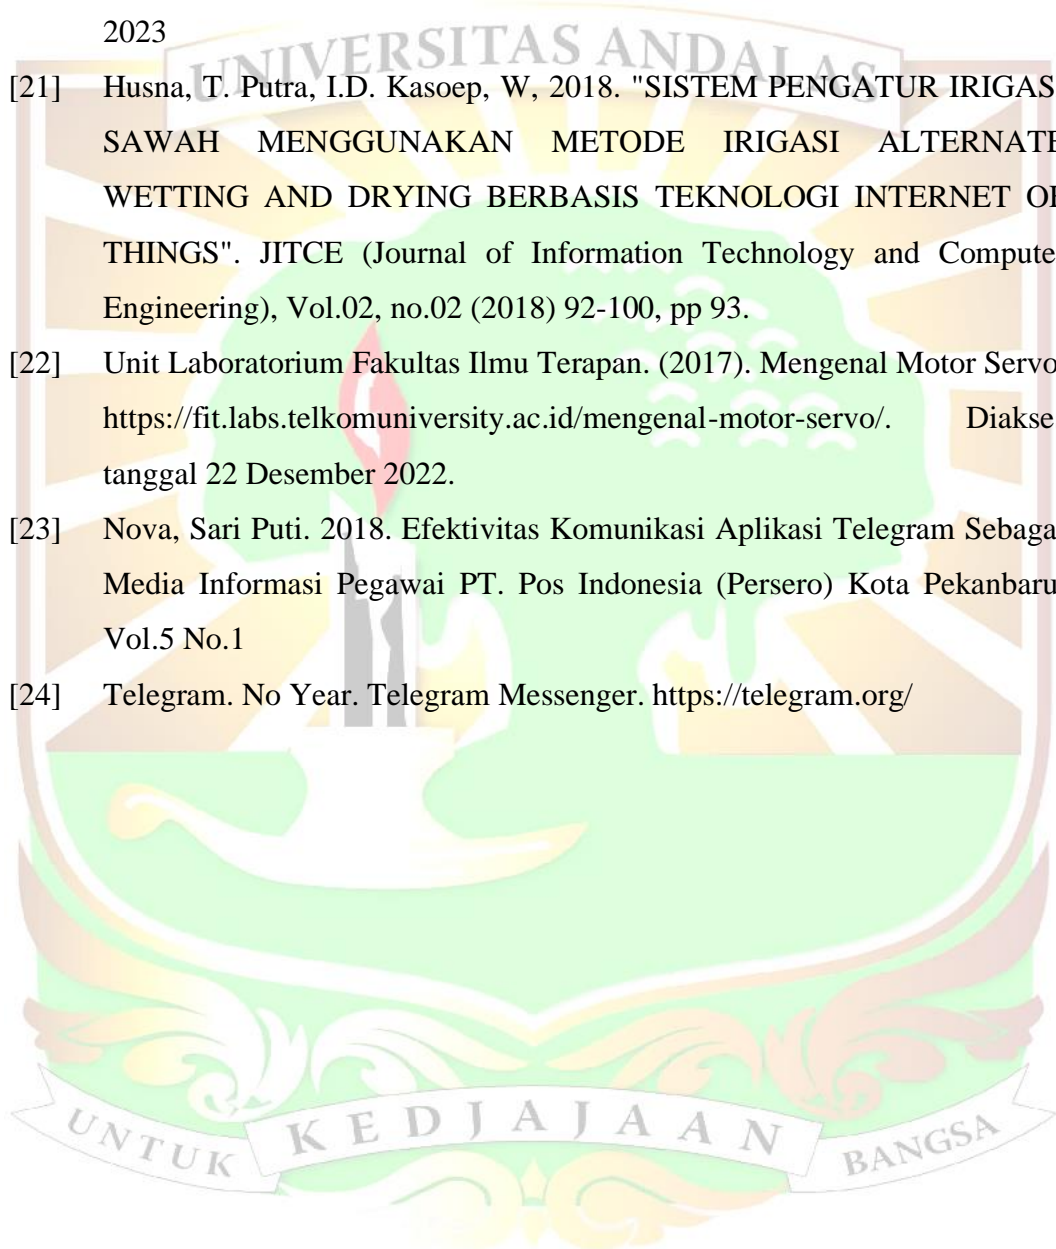 2023
UNIVERSITAS ANDALAS
[21] Husna, T. Putra, I.D. Kasoep, W, 2018. "SISTEM PENGATUR IRIGAS
SAWAH MENGGUNAKAN METODE IRIGASI ALTERNATE
WETTING AND DRYING BERBASIS TEKNOLOGI INTERNET OF
THINGS". JITCE (Journal of Information Technology and Compute
Engineering), Vol.02, no.02 (2018) 92-100, pp 93.
[22] Unit Laboratorium Fakultas Ilmu Terapan. (2017). Mengenal Motor Servo
https://fit.labs.telkomuniversity.ac.id/mengenal-motor-servo/. Diakse
tanggal 22 Desember 2022.
[23] Nova, Sari Puti. 2018. Efektivitas Komunikasi Aplikasi Telegram Sebaga
Media Informasi Pegawai PT. Pos Indonesia (Persero) Kota Pekanbaru
Vol.5 No.1
[24] Telegram. No Year. Telegram Messenger. https://telegram.org/
UNTUK KEDJAJAAN BANGSA